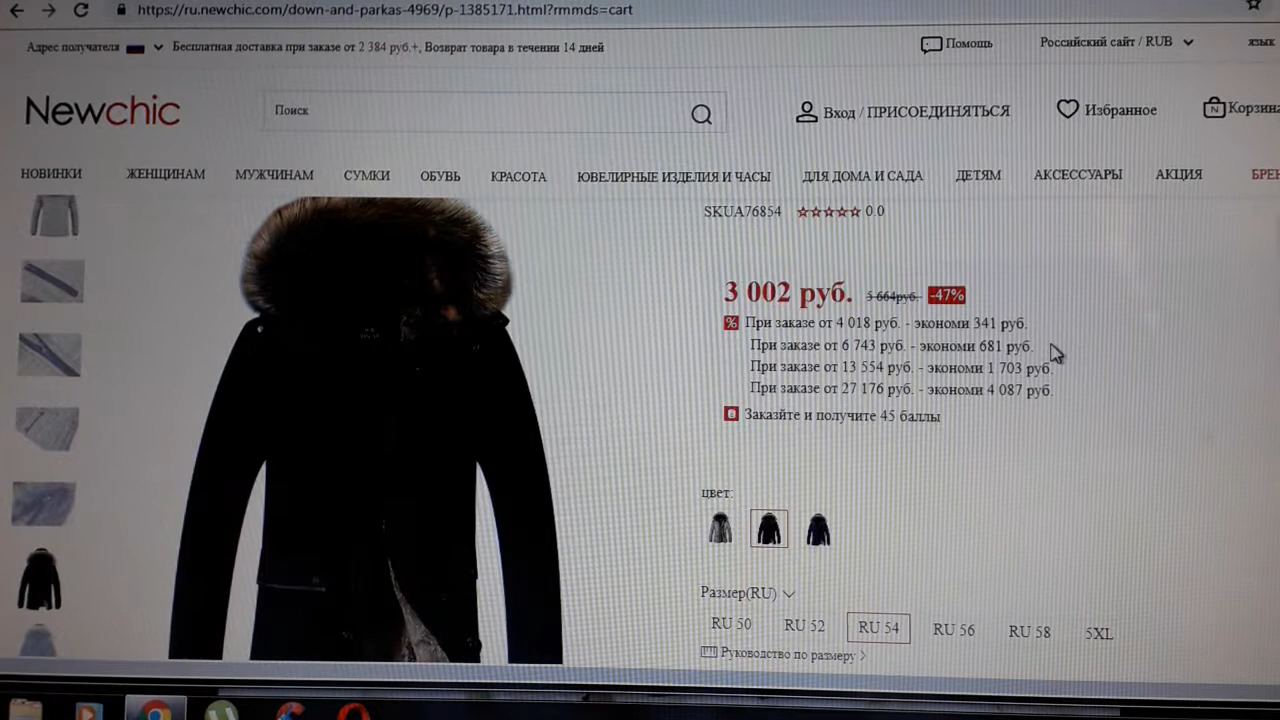 https://ru.newchic.com/down-and-parkas-4969/p-1385171.html?rmmds=cart
Адрес получателя Бесплатная доставка при заказе от 2 384 руб.+, Возврат товара в течении 14 дней Помощь Российский сайт / RUB язык
Newchic Поиск Вход / ПРИСОЕДИНЯТЬСЯ Избранное Корзина
НОВИНКИ ЖЕНЩИНАМ МУЖЧИНАМ СУМКИ ОБУВЬ КРАСОТА ЮВЕЛИРНЫЕ ИЗДЕЛИЯ И ЧАСЫ ДЛЯ ДОМА И САДА ДЕТЯМ АКСЕССУАРЫ АКЦИЯ БРЕН
SKUA76854 0.0
3 002 руб. 5 664руб. -47%
% При заказе от 4 018 руб. - экономи 341 руб.
При заказе от 6 743 руб. - экономи 681 руб.
При заказе от 13 554 руб. - экономи 1 703 руб.
При заказе от 27 176 руб. - экономи 4 087 руб.
Заказйте и получите 45 баллы
цвет:
Размер(RU)
RU 50 RU 52 RU 54 RU 56 RU 58 5XL
Руководство по размеру >